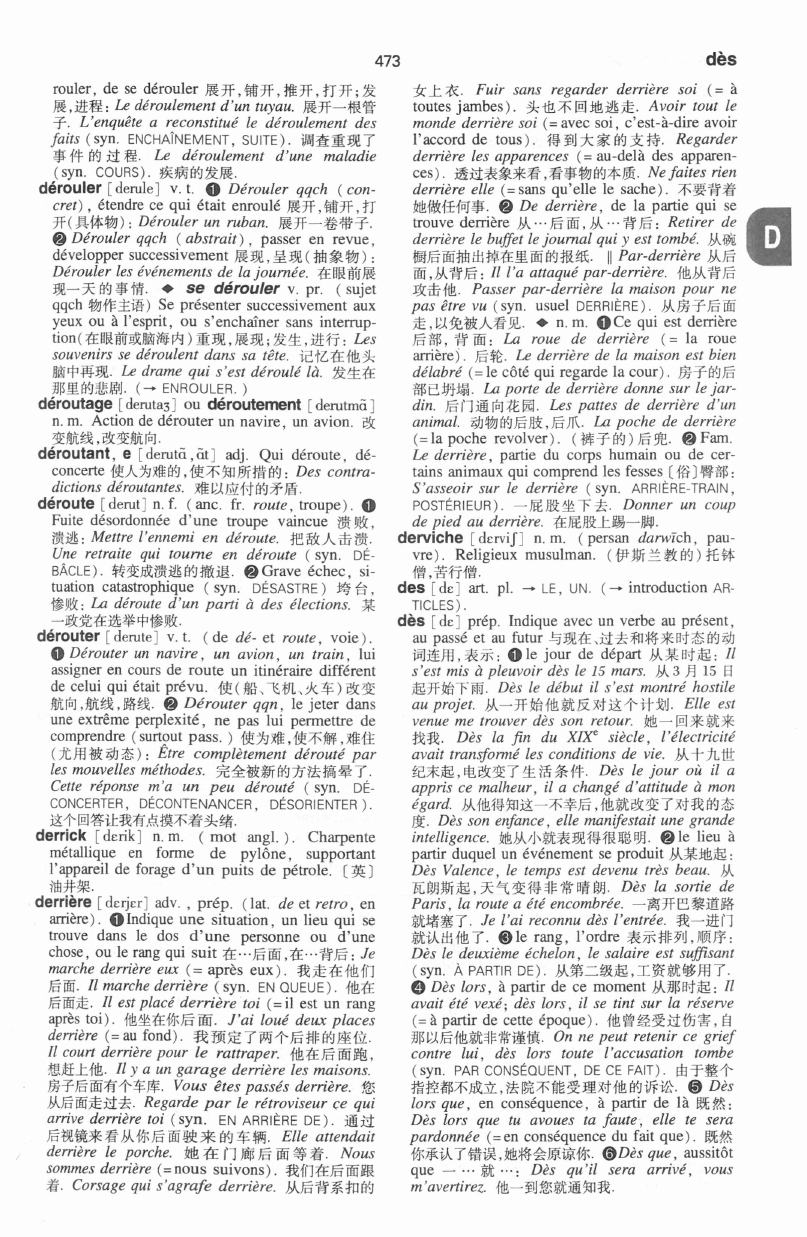 473
dès
rouler, de se dérouler 展开,铺开,推开,打开;发
展,进程: Le déroulement d'un tuyau. 展开一根管
子. L'enquête a reconstitué le déroulement des
faits (syn. ENCHAÎNEMENT, SUITE). 调查重现了
事件的过程. Le déroulement d'une maladie
(syn. COURS). 疾病的发展.
dérouler [derule] v. t. ❶ Dérouler qqch (con-
cret), étendre ce qui était enroulé 展开,铺开,打
开(具体物): Dérouler un ruban. 展开一卷带子.
❷ Dérouler qqch (abstrait), passer en revue,
développer successivement 展现,呈现(抽象物):
Dérouler les événements de la journée. 在眼前展
现一天的事情. ◆ se dérouler v. pr. (sujet
qqch 物作主语) Se présenter successivement aux
yeux ou à l'esprit, ou s'enchaîner sans interrup-
tion(在眼前或脑海内)重现,展现;发生,进行: Les
souvenirs se déroulent dans sa tête. 记忆在他头
脑中再现. Le drame qui s'est déroulé là. 发生在
那里的悲剧. (→ ENROULER. )
déroutage [derutaʒ] ou déroutement [derutmɑ̃]
n. m. Action de dérouter un navire, un avion. 改
变航线,改变航向.
déroutant, e [derutɑ̃,ɑ̃t] adj. Qui déroute, dé-
concerte 使人为难的,使不知所措的: Des contra-
dictions déroutantes. 难以应付的矛盾.
déroute [derut] n. f. (anc. fr. route, troupe). ❶
Fuite désordonnée d'une troupe vaincue 溃败,
溃逃: Mettre l'ennemi en déroute. 把敌人击溃.
Une retraite qui tourne en déroute (syn. DÉ-
BÂCLE). 转变成溃逃的撤退. ❷ Grave échec, si-
tuation catastrophique (syn. DÉSASTRE) 垮台,
惨败: La déroute d'un parti à des élections. 某
一政党在选举中惨败.
dérouter [derute] v. t. (de dé- et route, voie).
❶ Dérouter un navire, un avion, un train, lui
assigner en cours de route un itinéraire différent
de celui qui était prévu. 使(船、飞机、火车)改变
航向,航线,路线. ❷ Dérouter qqn, le jeter dans
une extrême perplexité, ne pas lui permettre de
comprendre (surtout pass. ) 使为难,使不解,难住
(尤用被动态): Être complètement dérouté par
les mouvelles méthodes. 完全被新的方法搞晕了.
Cette réponse m'a un peu dérouté (syn. DÉ-
CONCERTER, DÉCONTENANCER, DÉSORIENTER).
这个回答让我有点摸不着头绪.
derrick [derik] n. m. (mot angl. ). Charpente
métallique en forme de pylône, supportant
l'appareil de forage d'un puits de pétrole. 〔英〕
油井架.
derrière [dɛrjɛr] adv. , prép. (lat. de et retro, en
arrière). ❶ Indique une situation, un lieu qui se
trouve dans le dos d'une personne ou d'une
chose, ou le rang qui suit 在…后面,在…背后: Je
marche derrière eux (= après eux). 我走在他们
后面. Il marche derrière (syn. EN QUEUE). 他在
后面走. Il est placé derrière toi (= il est un rang
après toi). 他坐在你后面. J'ai loué deux places
derrière (= au fond). 我预定了两个后排的座位.
Il court derrière pour le rattraper. 他在后面跑,
想赶上他. Il y a un garage derrière les maisons.
房子后面有个车库. Vous êtes passés derrière. 您
从后面走过去. Regarde par le rétroviseur ce qui
arrive derrière toi (syn. EN ARRIÈRE DE). 通过
后视镜来看从你后面驶来的车辆. Elle attendait
derrière le porche. 她在门廊后面等着. Nous
sommes derrière (= nous suivons). 我们在后面跟
着. Corsage qui s'agrafe derrière. 从后背系扣的
女上衣. Fuir sans regarder derrière soi (= à
toutes jambes). 头也不回地逃走. Avoir tout le
monde derrière soi (= avec soi, c'est-à-dire avoir
l'accord de tous). 得到大家的支持. Regarder
derrière les apparences (= au-delà des apparen-
ces). 透过表象来看,看事物的本质. Ne faites rien
derrière elle (= sans qu'elle le sache). 不要背着
她做任何事. ❷ De derrière, de la partie qui se
trouve derrière 从…后面,从…背后: Retirer de
derrière le buffet le journal qui y est tombé. 从碗
橱后面抽出掉在里面的报纸. ‖ Par-derrière 从后
面,从背后: Il l'a attaqué par-derrière. 他从背后
攻击他. Passer par-derrière la maison pour ne
pas être vu (syn. usuel DERRIÈRE). 从房子后面
走,以免被人看见. ◆ n. m. ❶ Ce qui est derrière
后部,背面: La roue de derrière (= la roue
arrière). 后轮. Le derrière de la maison est bien
délabré (= le côté qui regarde la cour). 房子的后
部已坍塌. La porte de derrière donne sur le jar-
din. 后门通向花园. Les pattes de derrière d'un
animal. 动物的后肢,后爪. La poche de derrière
(= la poche revolver). (裤子的)后兜. ❷ Fam.
Le derrière, partie du corps humain ou de cer-
tains animaux qui comprend les fesses〔俗〕臀部:
S'asseoir sur le derrière (syn. ARRIÈRE-TRAIN,
POSTÉRIEUR). 一屁股坐下去. Donner un coup
de pied au derrière. 在屁股上踢一脚.
derviche [dɛrviʃ] n. m. (persan darwīch, pau-
vre). Religieux musulman. (伊斯兰教的)托钵
僧,苦行僧.
des [dɛ] art. pl. → LE, UN. (→ introduction AR-
TICLES).
dès [dɛ] prép. Indique avec un verbe au présent,
au passé et au futur 与现在、过去和将来时态的动
词连用,表示: ❶ le jour de départ 从某时起: Il
s'est mis à pleuvoir dès le 15 mars. 从3月15日
起开始下雨. Dès le début il s'est montré hostile
au projet. 从一开始他就反对这个计划. Elle est
venue me trouver dès son retour. 她一回来就来
找我. Dès la fin du XIXe siècle, l'électricité
avait transformé les conditions de vie. 从十九世
纪末起,电改变了生活条件. Dès le jour où il a
appris ce malheur, il a changé d'attitude à mon
égard. 从他得知这一不幸后,他就改变了对我的态
度. Dès son enfance, elle manifestait une grande
intelligence. 她从小就表现得很聪明. ❷ le lieu à
partir duquel un événement se produit 从某地起:
Dès Valence, le temps est devenu très beau. 从
瓦朗斯起,天气变得非常晴朗. Dès la sortie de
Paris, la route a été encombrée. 一离开巴黎道路
就堵塞了. Je l'ai reconnu dès l'entrée. 我一进门
就认出他了. ❸ le rang, l'ordre 表示排列,顺序:
Dès le deuxième échelon, le salaire est suffisant
(syn. À PARTIR DE). 从第二级起,工资就够用了.
❹ Dès lors, à partir de ce moment 从那时起: Il
avait été vexé; dès lors, il se tint sur la réserve
(= à partir de cette époque). 他曾经受过伤害,自
那以后他就非常谨慎. On ne peut retenir ce grief
contre lui, dès lors toute l'accusation tombe
(syn. PAR CONSÉQUENT, DE CE FAIT). 由于整个
指控都不成立,法院不能受理对他的诉讼. ❺ Dès
lors que, en conséquence, à partir de là 既然:
Dès lors que tu avoues ta faute, elle te sera
pardonnée (= en conséquence du fait que). 既然
你承认了错误,她将会原谅你. ❻ Dès que, aussitôt
que 一…就…: Dès qu'il sera arrivé, vous
m'avertirez. 他一到您就通知我.
D